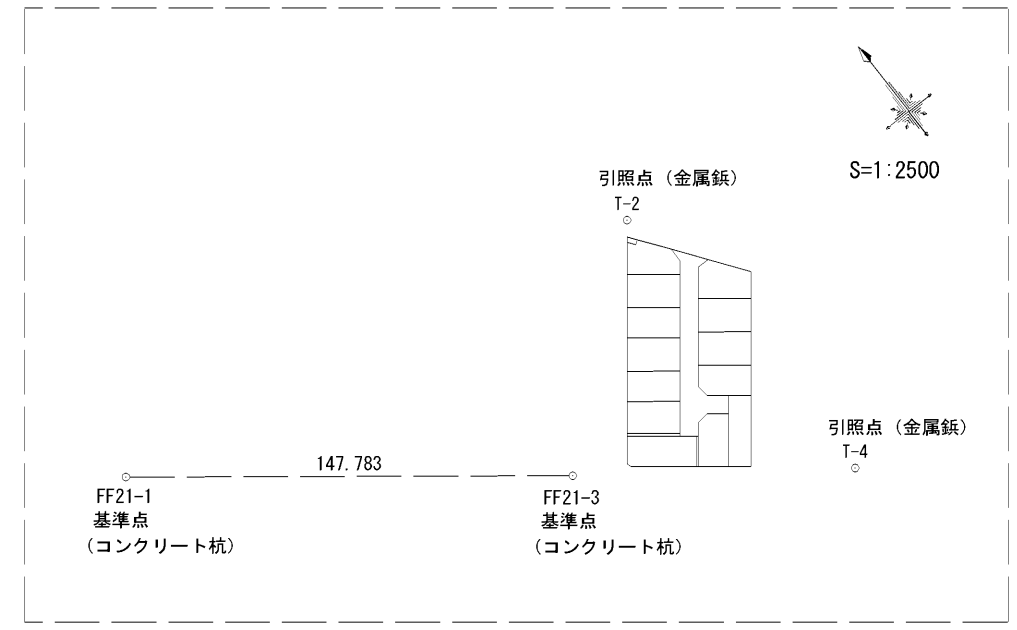 S=1:2500
引照点（金属鋲）
T-2
引照点（金属鋲）
T-4
147.783
FF21-1
基準点
（コンクリート杭）
FF21-3
基準点
（コンクリート杭）